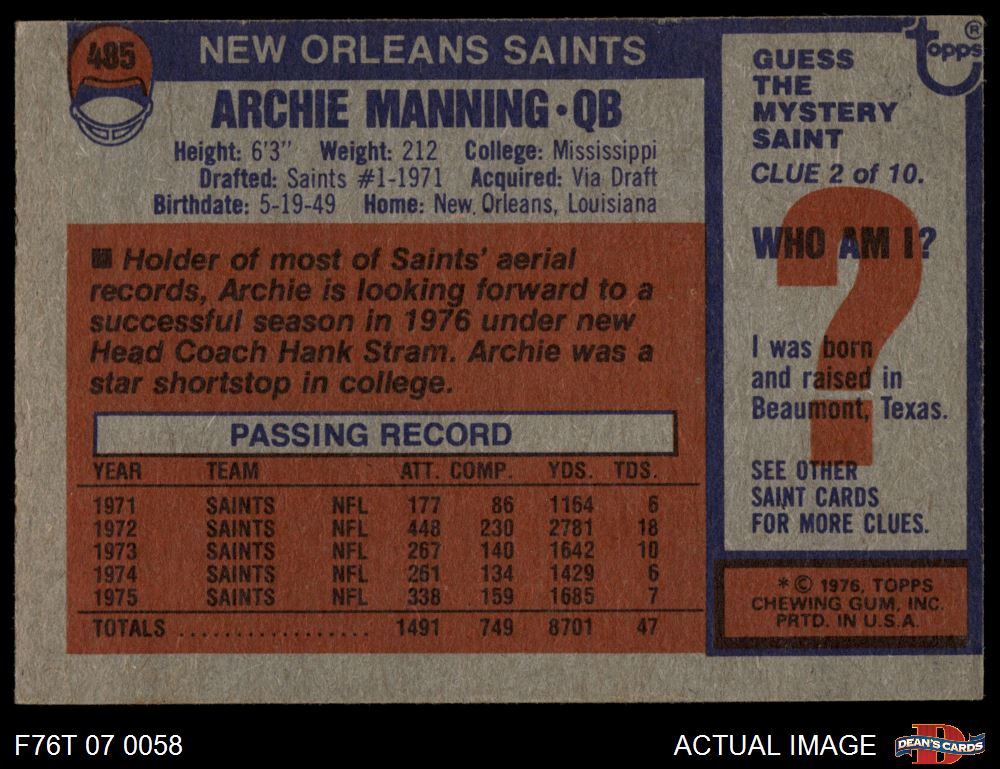 485
NEW ORLEANS SAINTS
ARCHIE MANNING • QB
Height: 6'3" Weight: 212 College: Mississippi
Drafted: Saints #1-1971 Acquired: Via Draft
Birthdate: 5-19-49 Home: New Orleans, Louisiana
■ Holder of most of Saints' aerial
records, Archie is looking forward to a
successful season in 1976 under new
Head Coach Hank Stram. Archie was a
star shortstop in college.
PASSING RECORD
YEAR TEAM ATT. COMP. YDS. TDS.
1971 SAINTS NFL 177 86 1164 6
1972 SAINTS NFL 448 230 2781 18
1973 SAINTS NFL 267 140 1642 10
1974 SAINTS NFL 261 134 1429 6
1975 SAINTS NFL 338 159 1685 7
TOTALS .................. 1491 749 8701 47
Topps ®
GUESS
THE
MYSTERY
SAINT
CLUE 2 of 10.
?
WHO AM I?
I was born
and raised in
Beaumont, Texas.
SEE OTHER
SAINT CARDS
FOR MORE CLUES.
* © 1976, TOPPS
CHEWING GUM, INC.
PRTD. IN U.S.A.
F76T 07 0058
ACTUAL IMAGE
D
DEAN'S CARDS